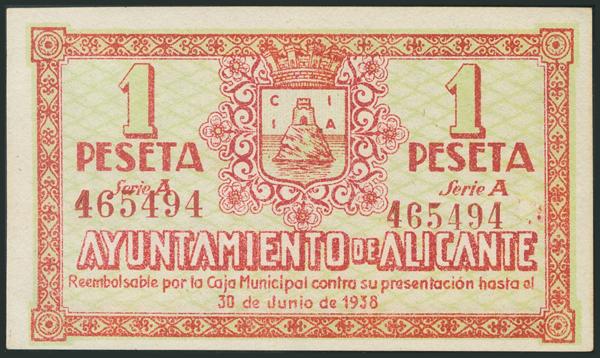 1
PESETA
Serie A
465494
C I
I A
1
PESETA
Serie A
465494
AYUNTAMIENTO DE ALICANTE
Reembolsable por la Caja Municipal contra su presentación hasta el
30 de Junio de 1938